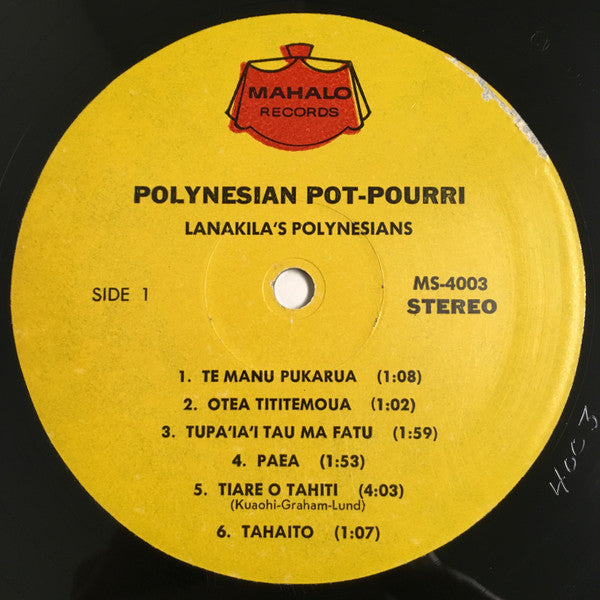 MAHALO
RECORDS
POLYNESIAN POT-POURRI
LANAKILA'S POLYNESIANS
SIDE 1
MS-4003
STEREO
1. TE MANU PUKARUA (1:08)
2. OTEA TITITEMOUA (1:02)
3. TUPA'IA'I TAU MA FATU (1:59)
4. PAEA (1:53)
5. TIARE O TAHITI (4:03)
(Kuaohi-Graham-Lund)
6. TAHAITO (1:07)
4003